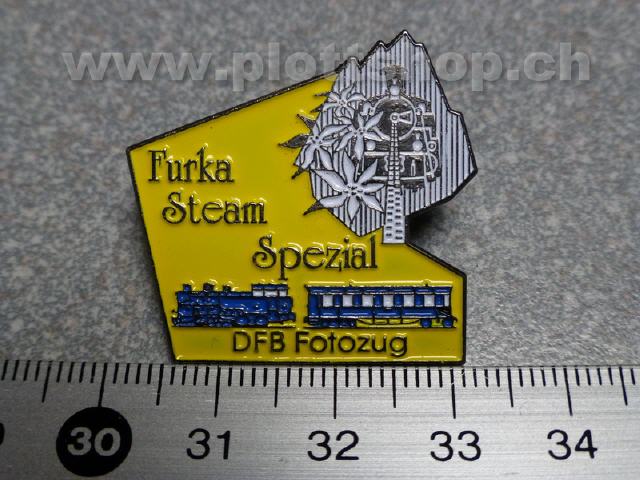 www.plottishop.ch
Furka
Steam
Spezial
DFB Fotozug
30 31 32 33 34